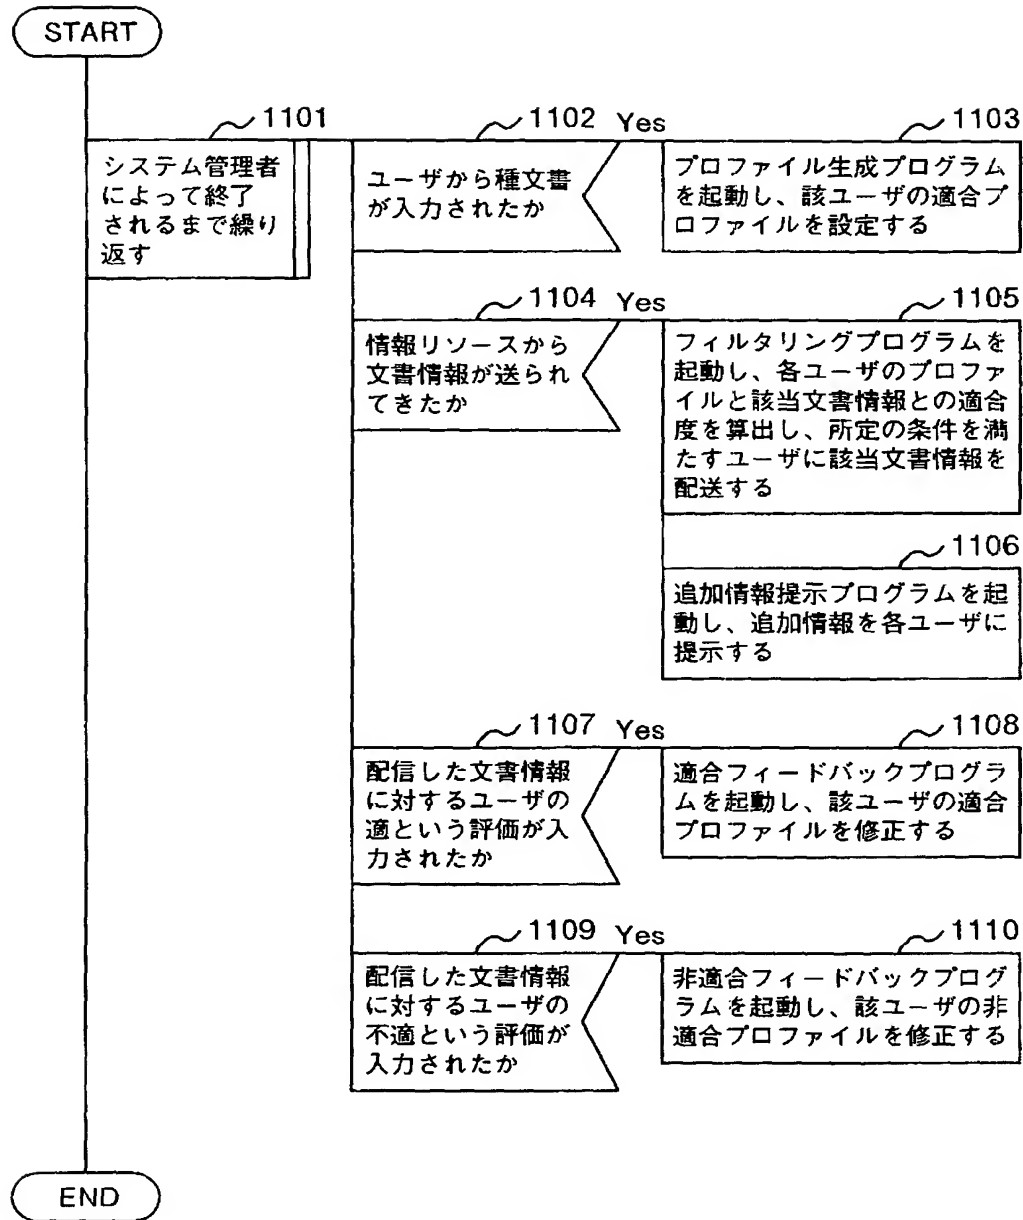 START
1101
システム管理者
によって終了
されるまで繰り
返す
1102
Yes
ユーザから種文書
が入力されたか
1103
プロファイル生成プログラム
を起動し、該ユーザの適合プ
ロファイルを設定する
1104
Yes
情報リソースから
文書情報が送られ
てきたか
1105
フィルタリングプログラムを
起動し、各ユーザのプロファ
イルと該当文書情報との適合
度を算出し、所定の条件を満
たすユーザに該当文書情報を
配送する
1106
追加情報提示プログラムを起
動し、追加情報を各ユーザに
提示する
1107
Yes
配信した文書情報
に対するユーザの
適という評価が入
力されたか
1108
適合フィードバックプログラ
ムを起動し、該ユーザの適合
プロファイルを修正する
1109
Yes
配信した文書情報
に対するユーザの
不適という評価が
入力されたか
1110
非適合フィードバックプログ
ラムを起動し、該ユーザの非
適合プロファイルを修正する
END